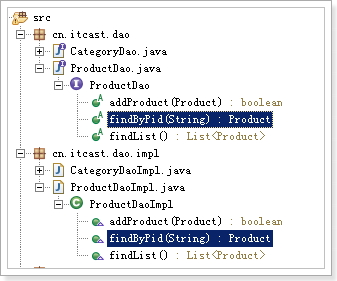 src
cn.itcast.dao
CategoryDao.java
ProductDao.java
ProductDao
addProduct(Product) : boolean
findByPid(String) : Product
findList() : List<Product>
cn.itcast.dao.impl
CategoryDaoImpl.java
ProductDaoImpl.java
ProductDaoImpl
addProduct(Product) : boolean
findByPid(String) : Product
findList() : List<Product>